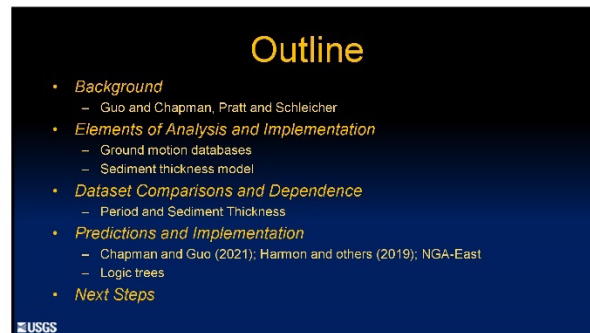 Outline
• Background
– Guo and Chapman, Pratt and Schleicher
• Elements of Analysis and Implementation
– Ground motion databases
– Sediment thickness model
• Dataset Comparisons and Dependence
– Period and Sediment Thickness
• Predictions and Implementation
– Chapman and Guo (2021); Harmon and others (2019); NGA-East
– Logic trees
• Next Steps
USGS